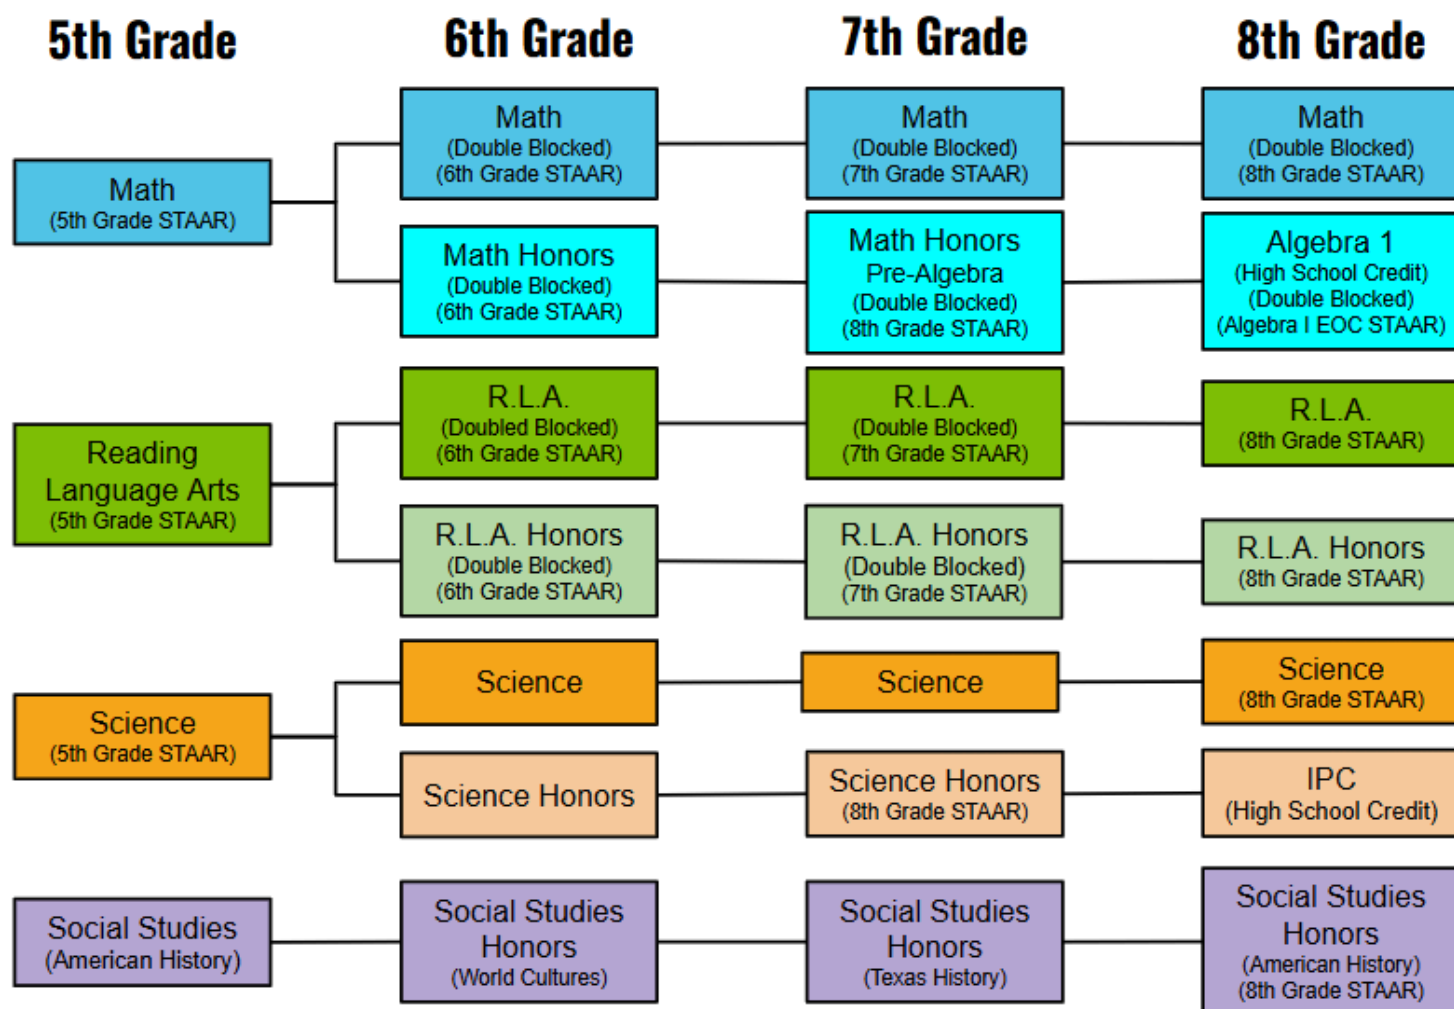 5th Grade
6th Grade
7th Grade
8th Grade
Math
(5th Grade STAAR)
Math
(Double Blocked)
(6th Grade STAAR)
Math
(Double Blocked)
(7th Grade STAAR)
Math
(Double Blocked)
(8th Grade STAAR)
Math Honors
(Double Blocked)
(6th Grade STAAR)
Math Honors
Pre-Algebra
(Double Blocked)
(8th Grade STAAR)
Algebra 1
(High School Credit)
(Double Blocked)
(Algebra I EOC STAAR)
Reading
Language Arts
(5th Grade STAAR)
R.L.A.
(Doubled Blocked)
(6th Grade STAAR)
R.L.A.
(Double Blocked)
(7th Grade STAAR)
R.L.A.
(8th Grade STAAR)
R.L.A. Honors
(Double Blocked)
(6th Grade STAAR)
R.L.A. Honors
(Double Blocked)
(7th Grade STAAR)
R.L.A. Honors
(8th Grade STAAR)
Science
(5th Grade STAAR)
Science
Science
Science
(8th Grade STAAR)
Science Honors
Science Honors
(8th Grade STAAR)
IPC
(High School Credit)
Social Studies
(American History)
Social Studies
Honors
(World Cultures)
Social Studies
Honors
(Texas History)
Social Studies
Honors
(American History)
(8th Grade STAAR)